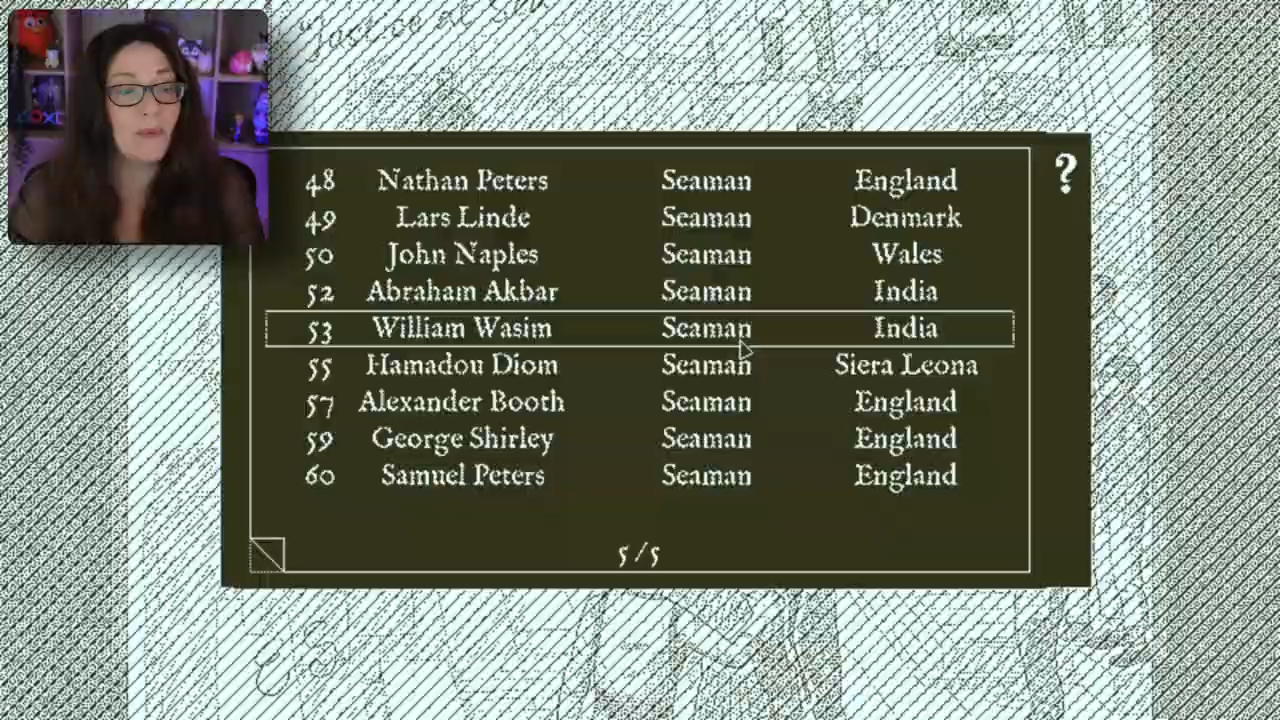 48 Nathan Peters Seaman England
?
49 Lars Linde Seaman Denmark
50 John Naples Seaman Wales
52 Abraham Akbar Seaman India
53 William Wasim Seaman India
55 Hamadou Diom Seaman Siera Leona
57 Alexander Booth Seaman England
59 George Shirley Seaman England
60 Samuel Peters Seaman England
5/5